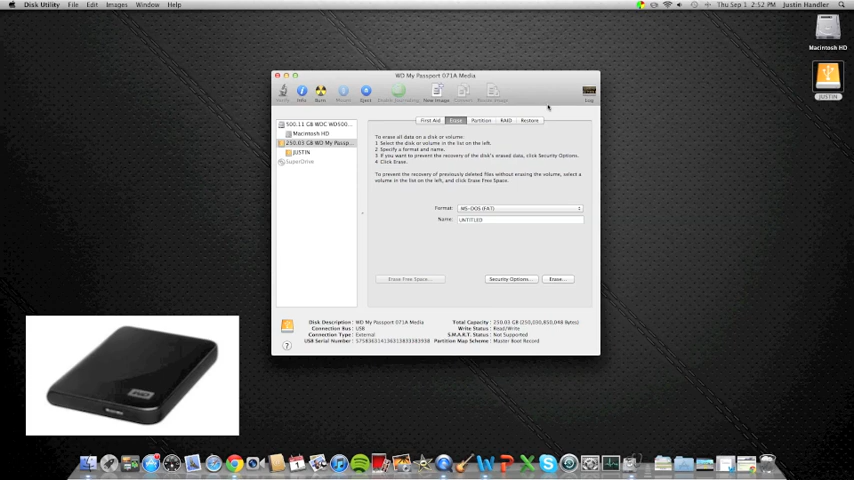 Disk Utility File Edit Images Window Help
Thu Sep 1 2:52 PM Justin Handler
Macintosh HD
JUSTIN
WD My Passport 071A Media
Verify Info Burn Mount Eject Enable Journaling New Image Convert Resize Image Log
500.11 GB WDC WD500...
Macintosh HD
250.03 GB WD My Passp...
JUSTIN
SuperDrive
First Aid Erase Partition RAID Restore
To erase all data on a disk or volume:
1 Select the disk or volume in the list on the left.
2 Specify a format and name.
3 If you want to prevent the recovery of the disk's erased data, click Security Options.
4 Click Erase.
To prevent the recovery of previously deleted files without erasing the volume, select a
volume in the list on the left, and click Erase Free Space.
Format: MS-DOS (FAT)
Name: UNTITLED
Erase Free Space... Security Options... Erase...
Disk Description : WD My Passport 071A Media Total Capacity : 250.03 GB (250,030,850,048 Bytes)
Connection Bus : USB Write Status : Read/Write
Connection Type : External S.M.A.R.T. Status : Not Supported
USB Serial Number : Partition Map Scheme : Master Boot Record
WD